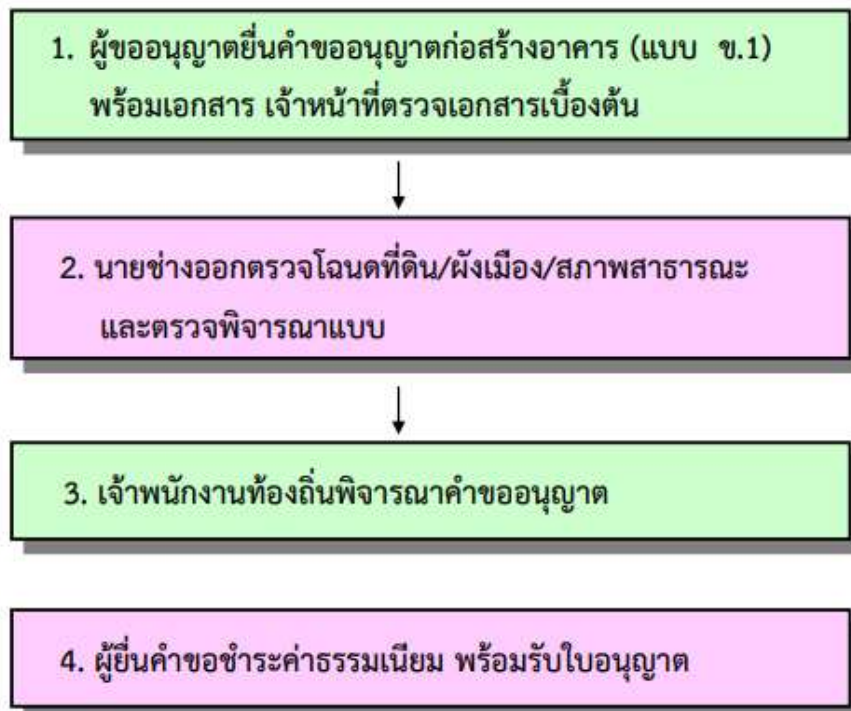 1. ผู้ขออนุญาตยื่นคำขออนุญาตก่อสร้างอาคาร (แบบ ข.1)
พร้อมเอกสาร เจ้าหน้าที่ตรวจเอกสารเบื้องต้น
2. นายช่างออกตรวจโฉนดที่ดิน/ผังเมือง/สภาพสาธารณะ
และตรวจพิจารณาแบบ
3. เจ้าพนักงานท้องถิ่นพิจารณาคำขออนุญาต
4. ผู้ยื่นคำขอชำระค่าธรรมเนียม พร้อมรับใบอนุญาต